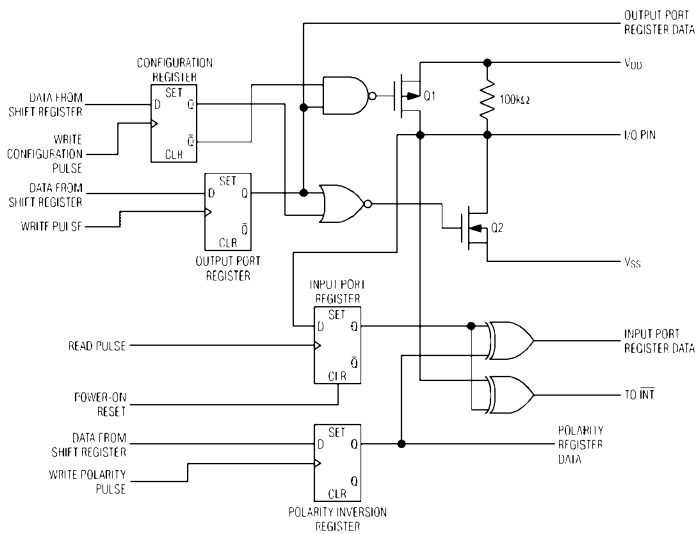 OUTPUT PORT
REGISTER DATA
CONFIGURATION
REGISTER
VDD
DATA FROM
SHIFT REGISTER
D SET Q
Q̅
CLR
Q1
100kΩ
WRITE
CONFIGURATION
PULSE
I/O PIN
DATA FROM
SHIFT REGISTER
D SET Q
Q̅
CLR
WRITE PULSE
OUTPUT PORT
REGISTER
Q2
VSS
INPUT PORT
REGISTER
D SET Q
Q̅
CLR
READ PULSE
INPUT PORT
REGISTER DATA
POWER-ON
RESET
TO I̅N̅T̅
DATA FROM
SHIFT REGISTER
D SET Q
Q
CLR
WRITE POLARITY
PULSE
POLARITY
REGISTER
DATA
POLARITY INVERSION
REGISTER